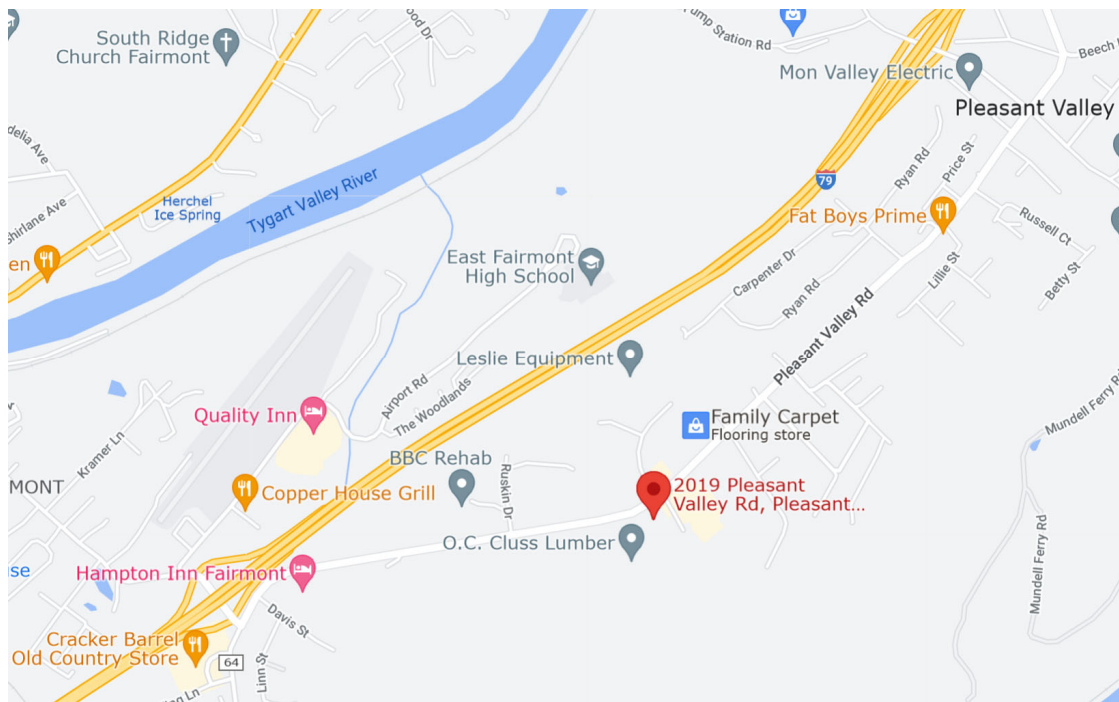 South Ridge
Church Fairmont
Pump Station Rd
Beech
Mon Valley Electric
Pleasant Valley
79
Ryan Rd
Price St
Herchel
Ice Spring
Tygart Valley River
Shirlane Ave
Fat Boys Prime
Russell Ct
East Fairmont
High School
Carpenter Dr
Lillie St
Betty St
Ryan Rd
Pleasant Valley Rd
Leslie Equipment
Airport Rd
The Woodlands
Mundell Ferry Rd
Quality Inn
Family Carpet
Flooring store
Kramer Ln
BBC Rehab
Ruskin Dr
MONT
Copper House Grill
2019 Pleasant
Valley Rd, Pleasant...
O.C. Cluss Lumber
Hampton Inn Fairmont
Mundell Ferry Rd
Davis St
Cracker Barrel
Old Country Store
64
Linn St